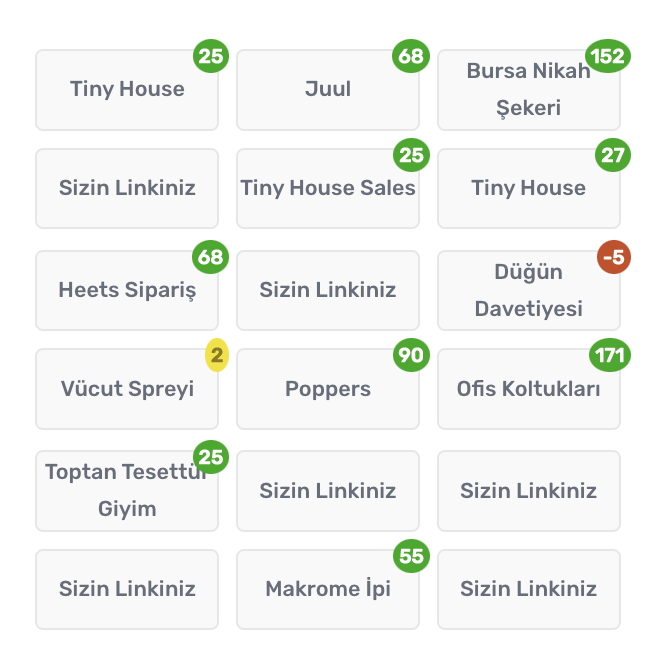 Tiny House
25
Juul
68
Bursa Nikah
Şekeri
152
Sizin Linkiniz
Tiny House Sales
25
Tiny House
27
Heets Sipariş
68
Sizin Linkiniz
Düğün
Davetiyesi
-5
Vücut Spreyi
2
Poppers
90
Ofis Koltukları
171
Toptan Tesettür
Giyim
25
Sizin Linkiniz
Sizin Linkiniz
Sizin Linkiniz
Makrome İpi
55
Sizin Linkiniz